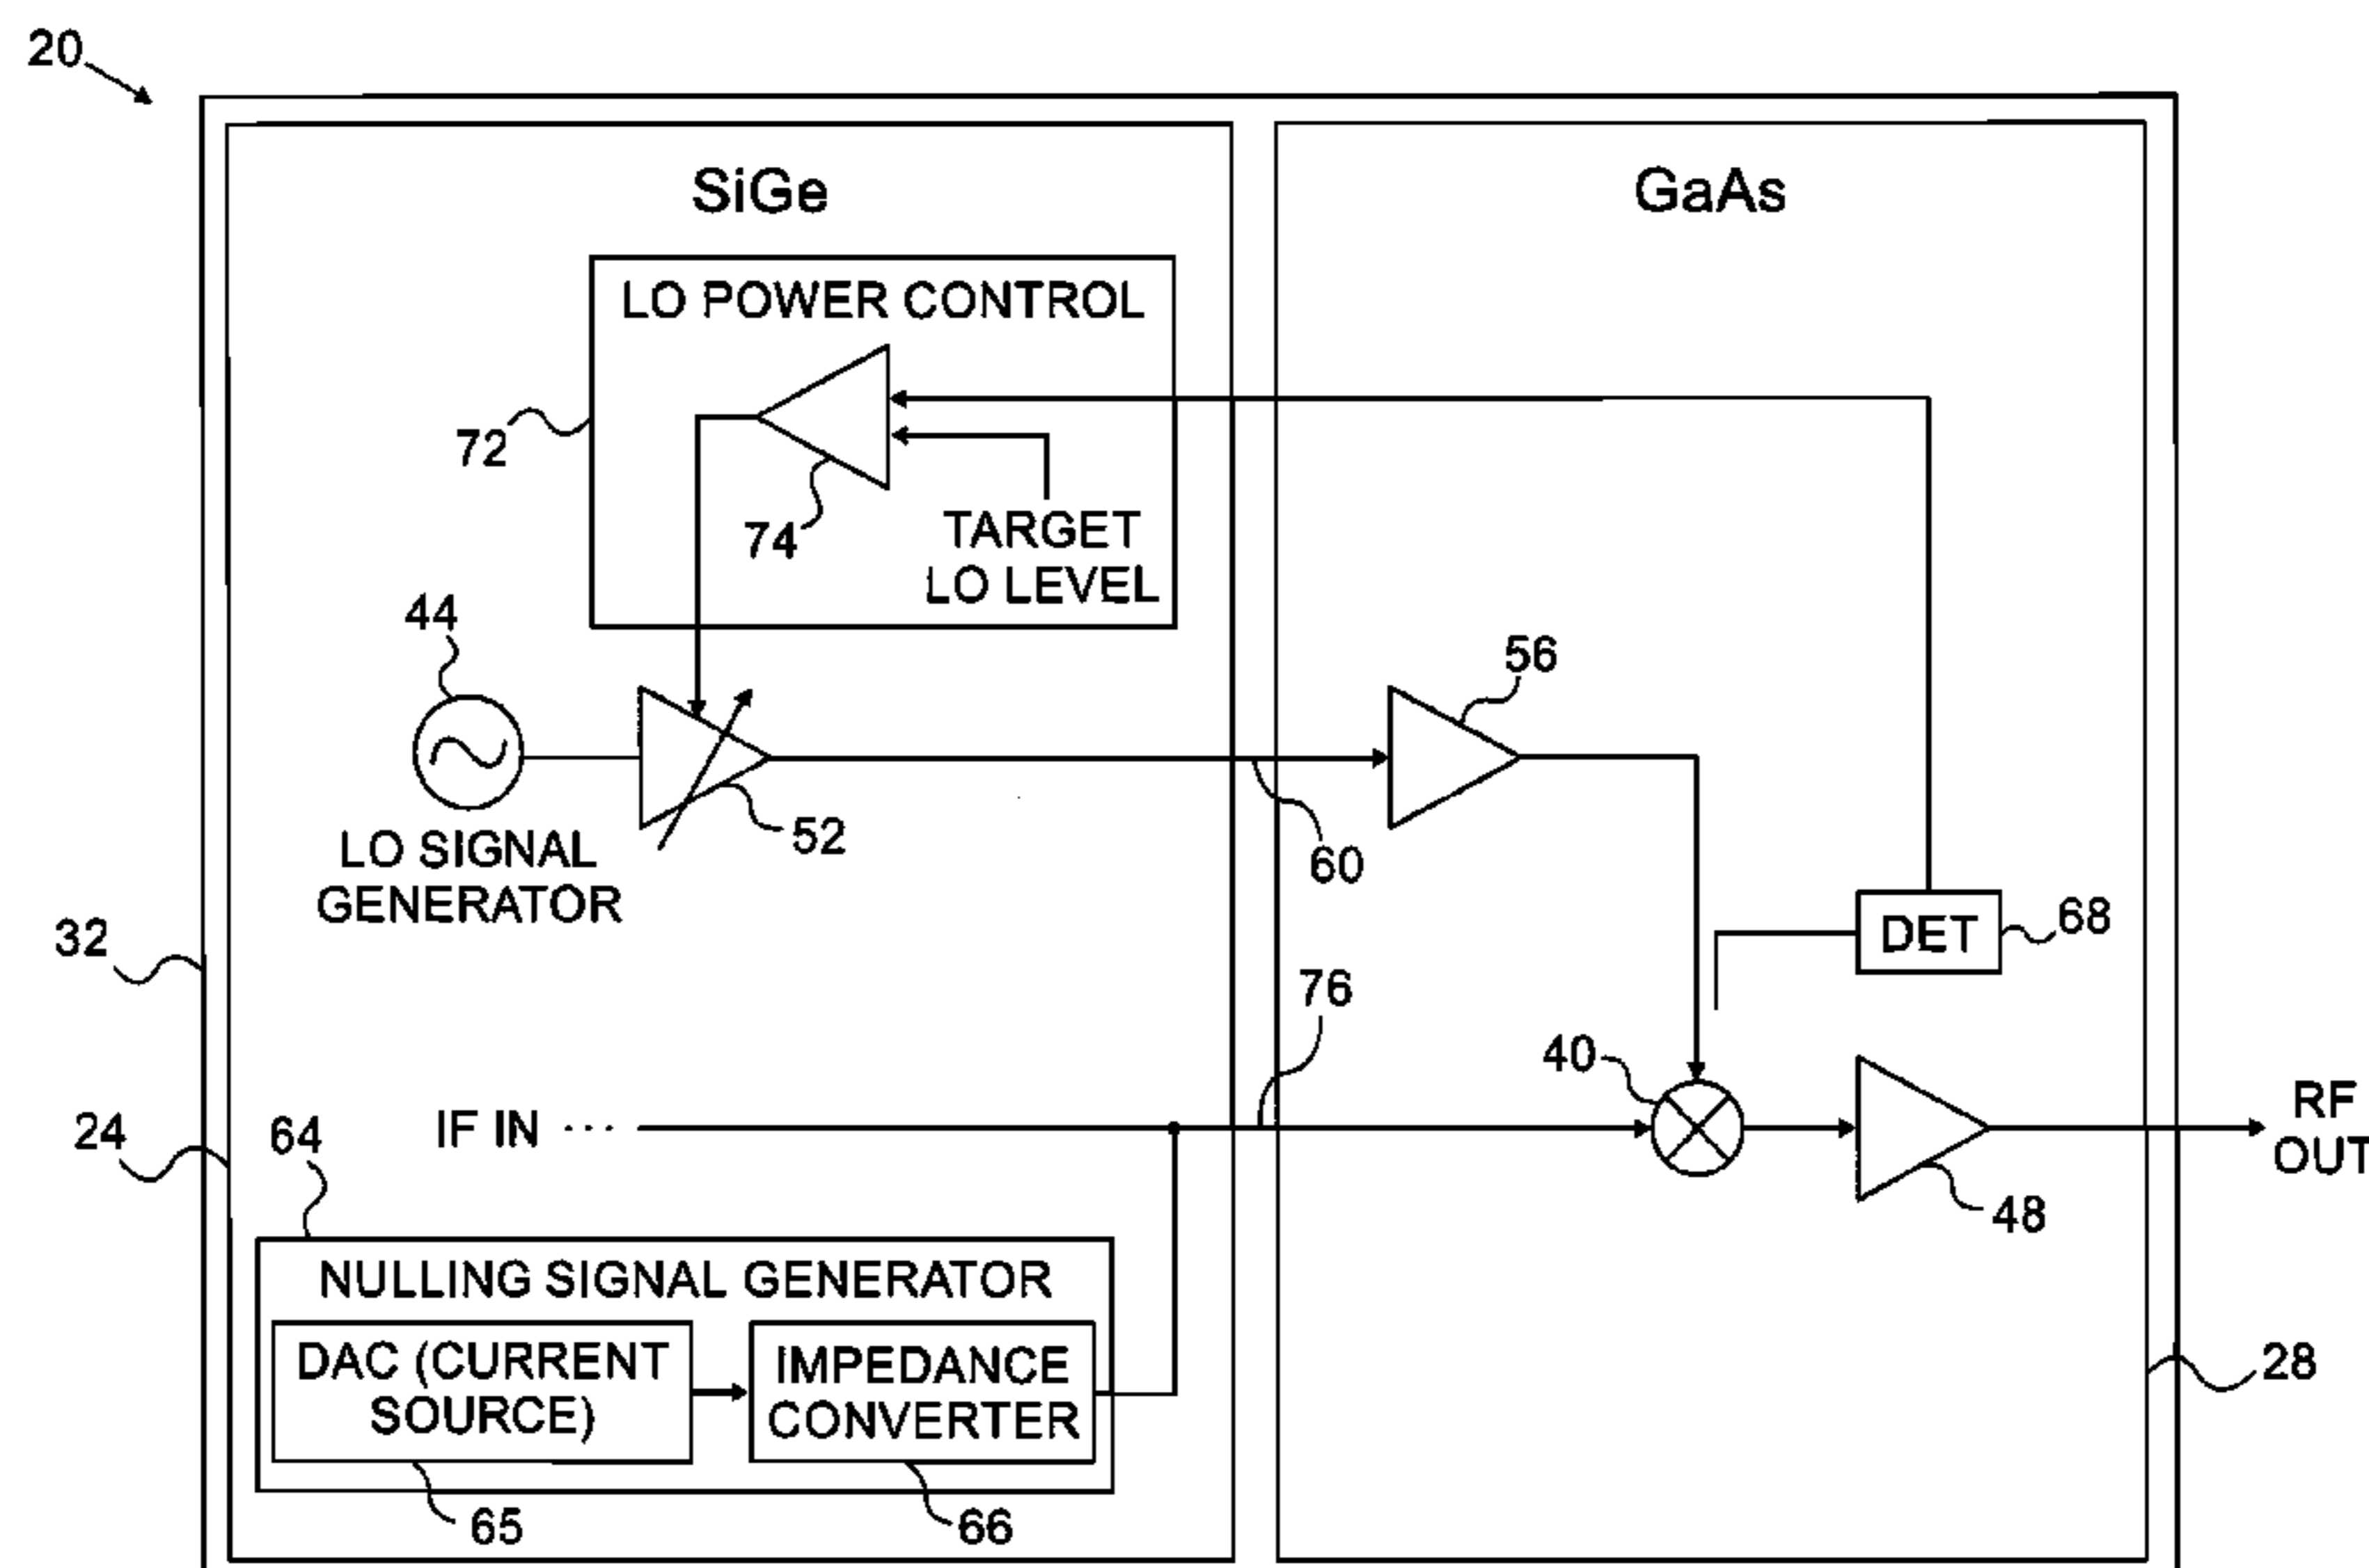 20
SiGe
GaAs
LO POWER CONTROL
72
74
TARGET
LO LEVEL
44
56
52
60
LO SIGNAL
GENERATOR
32
DET
68
76
40
24
64
IF IN ...
RF
OUT
48
NULLING SIGNAL GENERATOR
DAC (CURRENT
SOURCE)
IMPEDANCE
CONVERTER
28
65
66